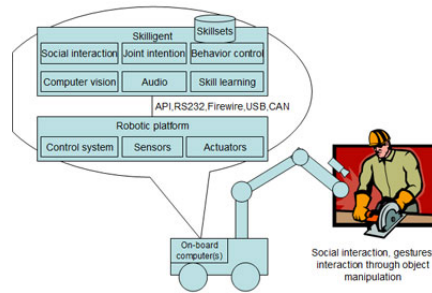 Skilligent
Skillsets
Social interaction
Joint intention
Behavior control
Computer vision
Audio
Skill learning
API,RS232,Firewire,USB,CAN
Robotic platform
Control system
Sensors
Actuators
On-board
computer(s)
Social interaction, gestures,
interaction through object
manipulation